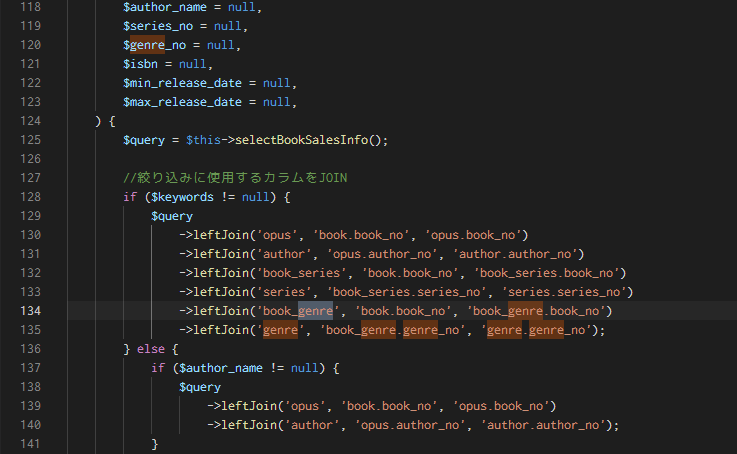 118 $author_name = null,
119 $series_no = null,
120 $genre_no = null,
121 $isbn = null,
122 $min_release_date = null,
123 $max_release_date = null,
124 ) {
125 $query = $this->selectBookSalesInfo();
126
127 //絞り込みに使用するカラムをJOIN
128 if ($keywords != null) {
129 $query
130 ->leftJoin('opus', 'book.book_no', 'opus.book_no')
131 ->leftJoin('author', 'opus.author_no', 'author.author_no')
132 ->leftJoin('book_series', 'book.book_no', 'book_series.book_no')
133 ->leftJoin('series', 'book_series.series_no', 'series.series_no')
134 ->leftJoin('book_genre', 'book.book_no', 'book_genre.book_no')
135 ->leftJoin('genre', 'book_genre.genre_no', 'genre.genre_no');
136 } else {
137 if ($author_name != null) {
138 $query
139 ->leftJoin('opus', 'book.book_no', 'opus.book_no')
140 ->leftJoin('author', 'opus.author_no', 'author.author_no');
141 }